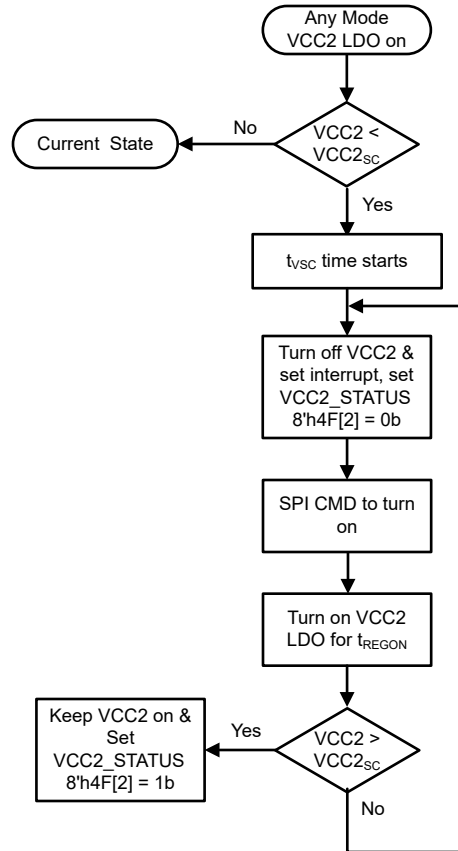 Any Mode
VCC2 LDO on
No
VCC2 <
VCC2SC
Current State
Yes
tVSC time starts
Turn off VCC2 &
set interrupt, set
VCC2_STATUS
8'h4F[2] = 0b
SPI CMD to turn
on
Turn on VCC2
LDO for tREGON
Keep VCC2 on &
Set
VCC2_STATUS
8'h4F[2] = 1b
Yes
VCC2 >
VCC2SC
No